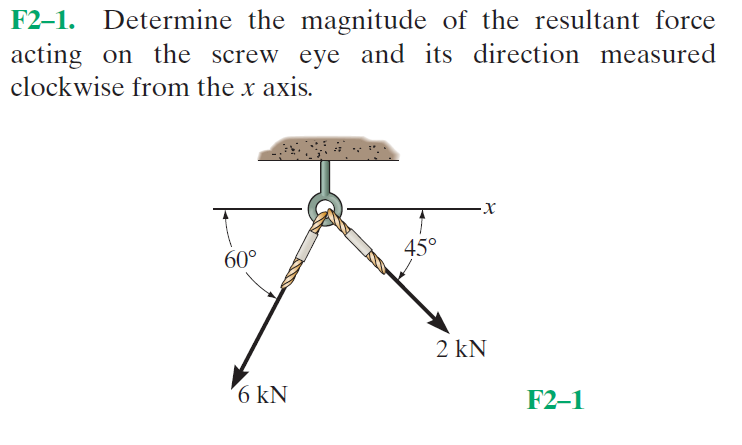 F2–1. Determine the magnitude of the resultant force
acting on the screw eye and its direction measured
clockwise from the x axis.
x
60°
45°
2 kN
6 kN
F2–1